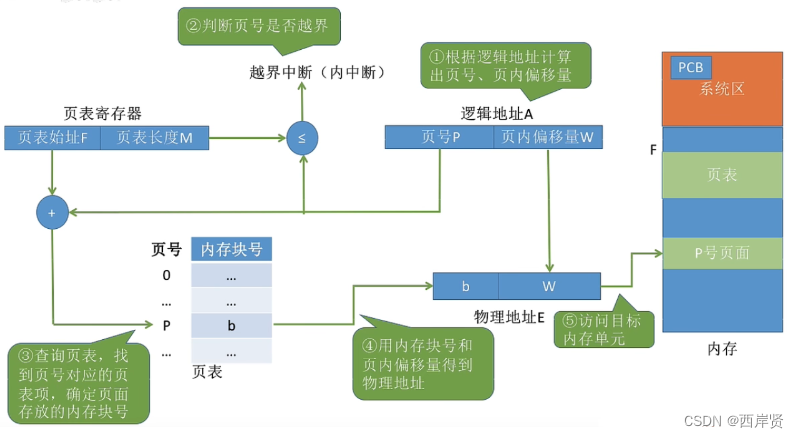 ②判断页号是否越界
越界中断（内中断）
①根据逻辑地址计算
出页号、页内偏移量
PCB
系统区
页表寄存器
页表始址F
页表长度M
≤
逻辑地址A
页号P
页内偏移量W
F
页表
+
页号
内存块号
0
...
...
...
P
b
...
...
页表
P号页面
b
W
物理地址E
③查询页表，找
到页号对应的页
表项，确定页面
存放的内存块号
④用内存块号和
页内偏移量得到
物理地址
⑤访问目标
内存单元
内存
CSDN @西岸贤